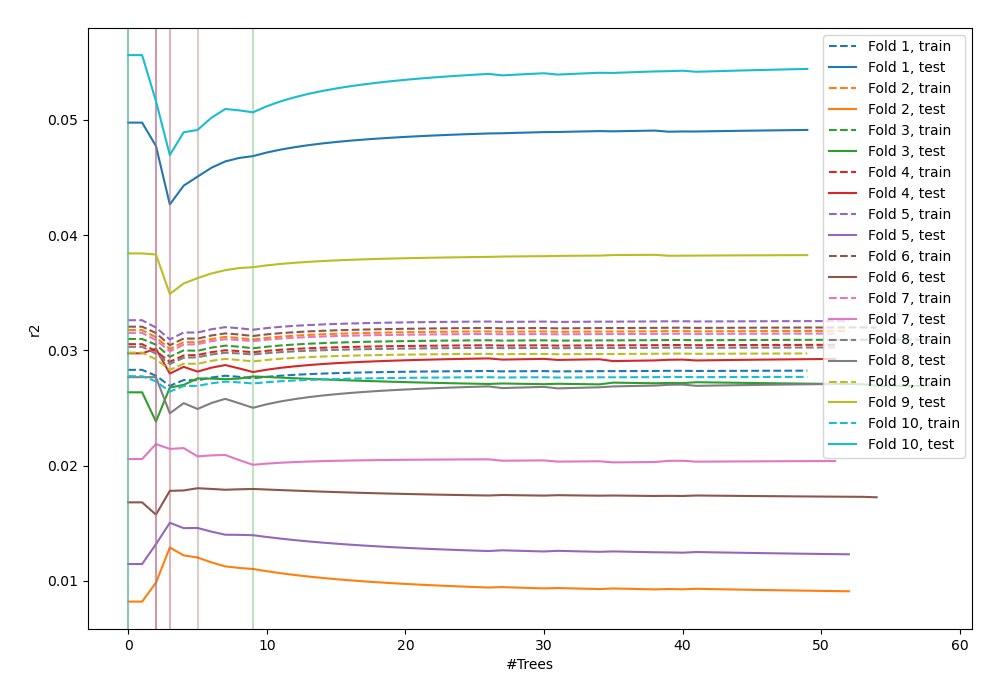 r2
0.05
0.04
0.03
0.02
0.01
0
10
20
30
40
50
60
#Trees
Fold 1, train
Fold 1, test
Fold 2, train
Fold 2, test
Fold 3, train
Fold 3, test
Fold 4, train
Fold 4, test
Fold 5, train
Fold 5, test
Fold 6, train
Fold 6, test
Fold 7, train
Fold 7, test
Fold 8, train
Fold 8, test
Fold 9, train
Fold 9, test
Fold 10, train
Fold 10, test